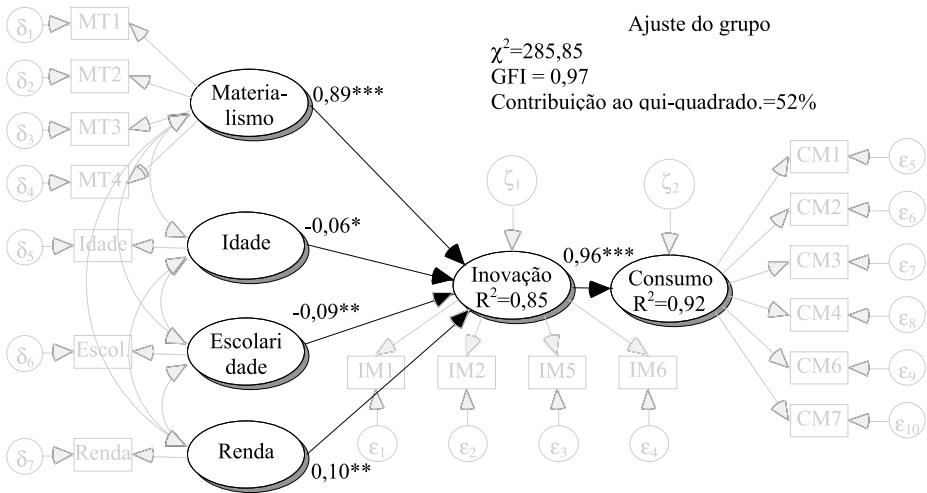 Ajuste do grupo
χ²=285,85
GFI = 0,97
Contribuição ao qui-quadrado.=52%
δ₁
MT1
δ₂
MT2
δ₃
MT3
δ₄
MT4
δ₅
Idade
δ₆
Escol.
δ₇
Renda
Materia-
lismo
0,89***
Idade
-0,06*
Escolari
dade
-0,09**
Renda
0,10**
ζ₁
ζ₂
Inovação
R²=0,85
0,96***
Consumo
R²=0,92
IM1
IM2
IM5
IM6
ε₁
ε₂
ε₃
ε₄
CM1
ε₅
CM2
ε₆
CM3
ε₇
CM4
ε₈
CM6
ε₉
CM7
ε₁₀